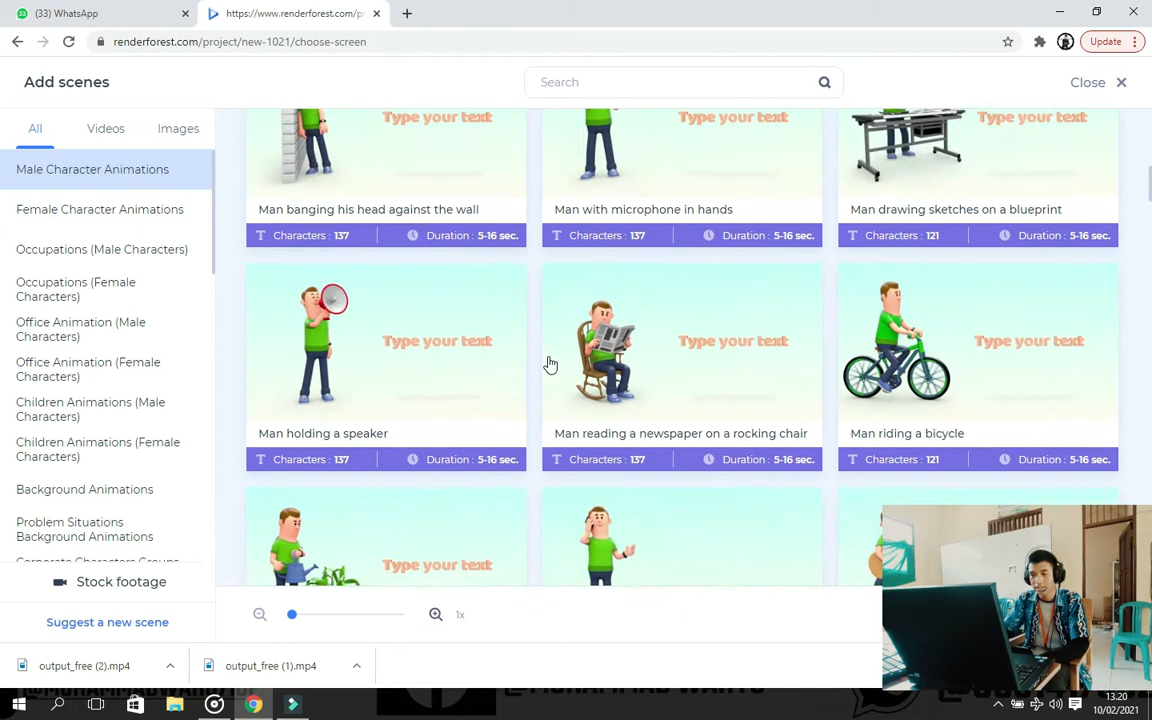 (33) WhatsApp
https://www.renderforest.com/pr
renderforest.com/project/new-1021/choose-screen
Update
Add scenes
Search
Close
All
Videos
Images
Male Character Animations
Female Character Animations
Occupations (Male Characters)
Occupations (Female
Characters)
Office Animation (Male
Characters)
Office Animation (Female
Characters)
Children Animations (Male
Characters)
Children Animations (Female
Characters)
Background Animations
Problem Situations
Background Animations
Corporate Characters Groups
Stock footage
Suggest a new scene
Type your text
Type your text
Type your text
Man banging his head against the wall
Man with microphone in hands
Man drawing sketches on a blueprint
Characters : 137
Duration : 5-16 sec.
Characters : 137
Duration : 5-16 sec.
Characters : 121
Duration : 5-16 sec.
Type your text
Type your text
Type your text
Man holding a speaker
Man reading a newspaper on a rocking chair
Man riding a bicycle
Characters : 137
Duration : 5-16 sec.
Characters : 137
Duration : 5-16 sec.
Characters : 121
Duration : 5-16 sec.
Type your text
Type your text
1x
output_free (2).mp4
output_free (1).mp4
13.20
10/02/2021